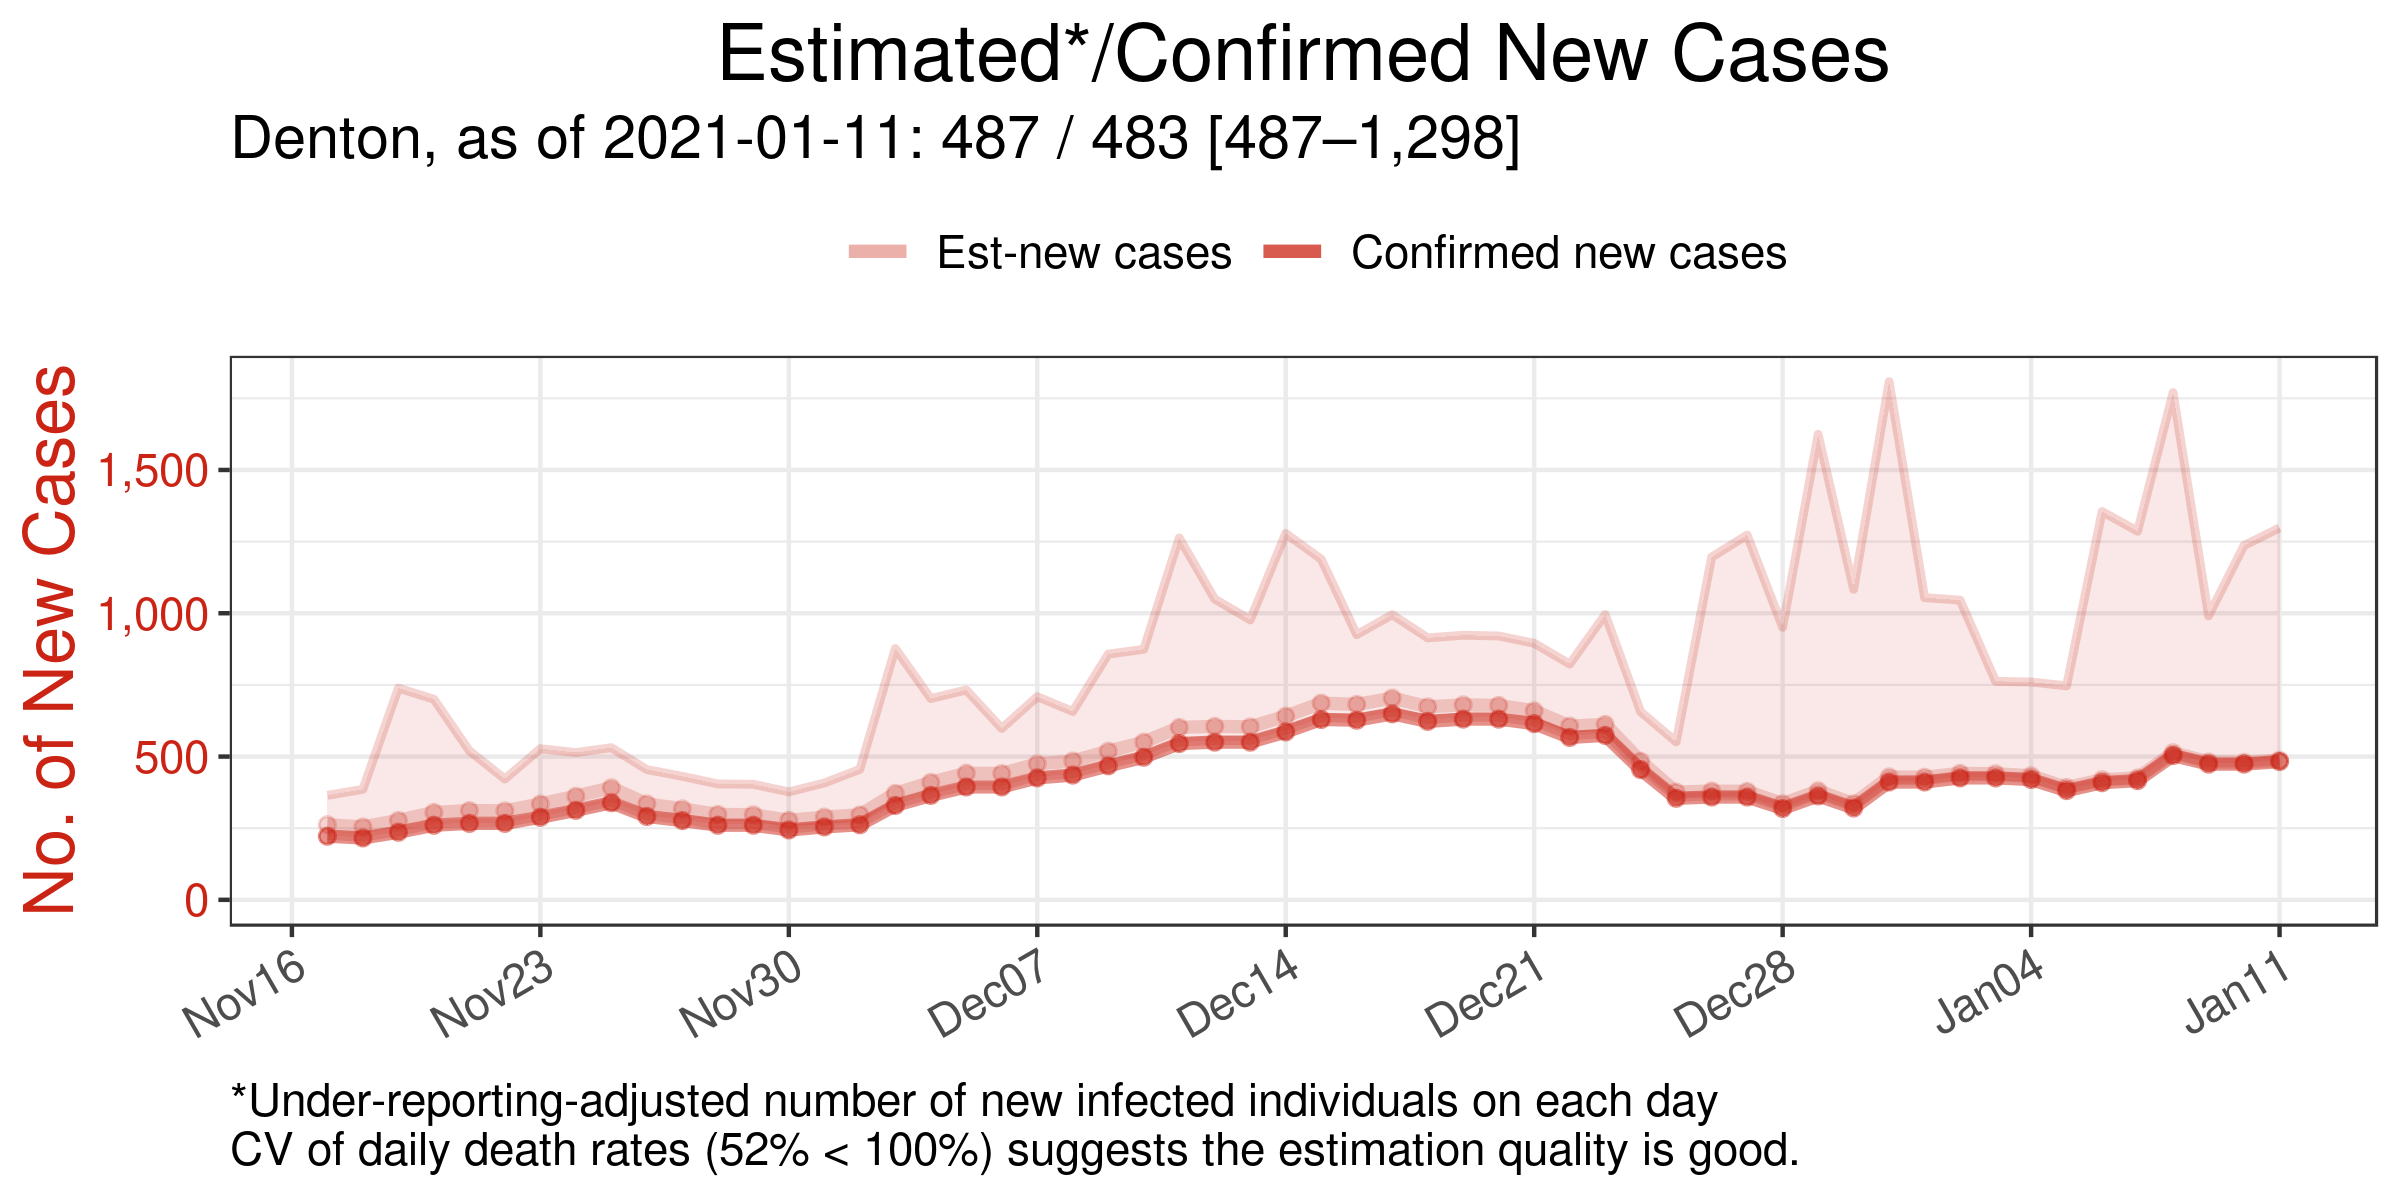 Estimated*/Confirmed New Cases
Denton, as of 2021-01-11: 487 / 483 [487–1,298]
Est-new cases
Confirmed new cases
No. of New Cases
1,500
1,000
500
0
Nov16
Nov23
Nov30
Dec07
Dec14
Dec21
Dec28
Jan04
Jan11
*Under-reporting-adjusted number of new infected individuals on each day
CV of daily death rates (52% < 100%) suggests the estimation quality is good.